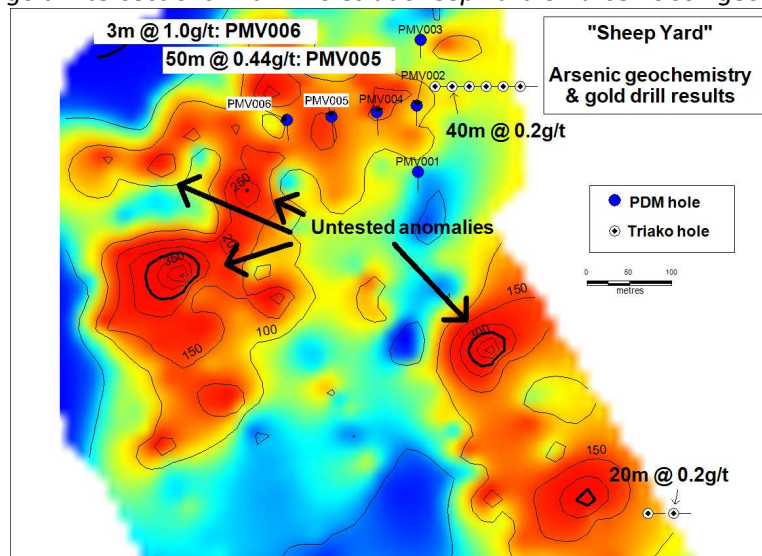 3m @ 1.0g/t: PMV006
50m @ 0.44g/t: PMV005
PMV003
"Sheep Yard"
Arsenic geochemistry
& gold drill results
PMV002
PMV006
PMV005
PMV004
40m @ 0.2g/t
PMV001
250
PDM hole
Untested anomalies
Triako hole
200
350
0 50 100
metres
150
100
300
150
150
20m @ 0.2g/t